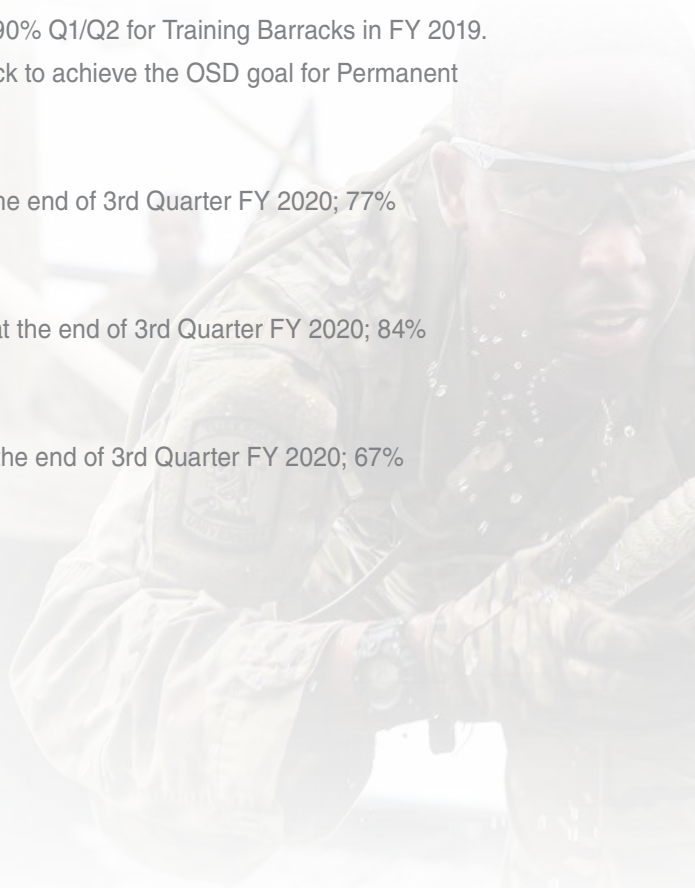 90% Q1/Q2 for Training Barracks in FY 2019.
ck to achieve the OSD goal for Permanent
he end of 3rd Quarter FY 2020; 77%
at the end of 3rd Quarter FY 2020; 84%
the end of 3rd Quarter FY 2020; 67%